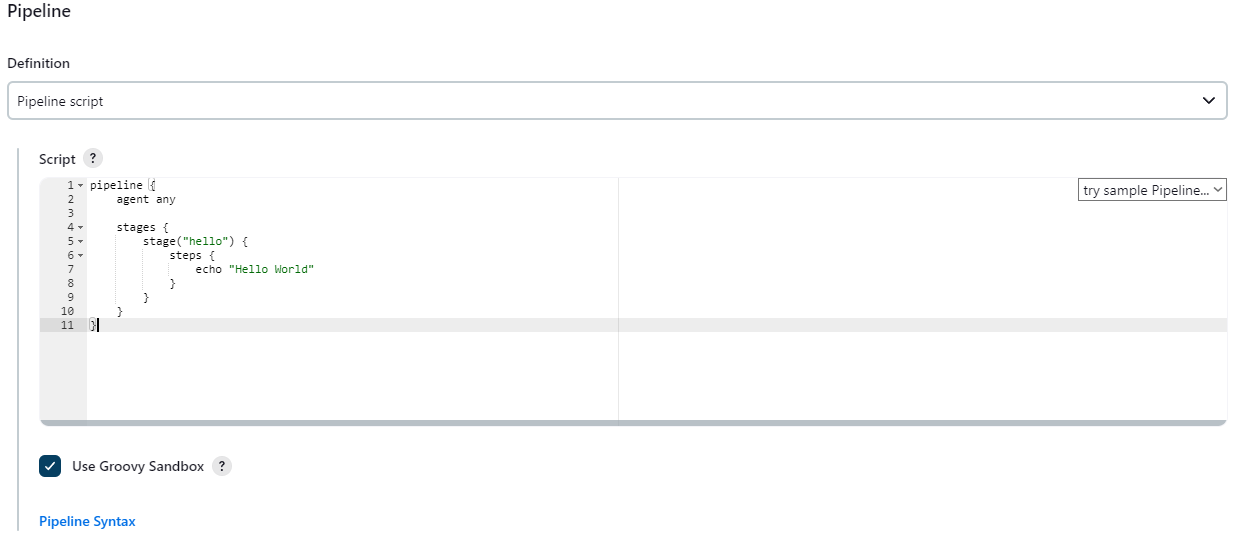 Pipeline
Definition
Pipeline script
Script ?
try sample Pipeline...
1 pipeline {
2     agent any
3
4     stages {
5         stage("hello") {
6             steps {
7                 echo "Hello World"
8             }
9         }
10     }
11 }
Use Groovy Sandbox ?
Pipeline Syntax